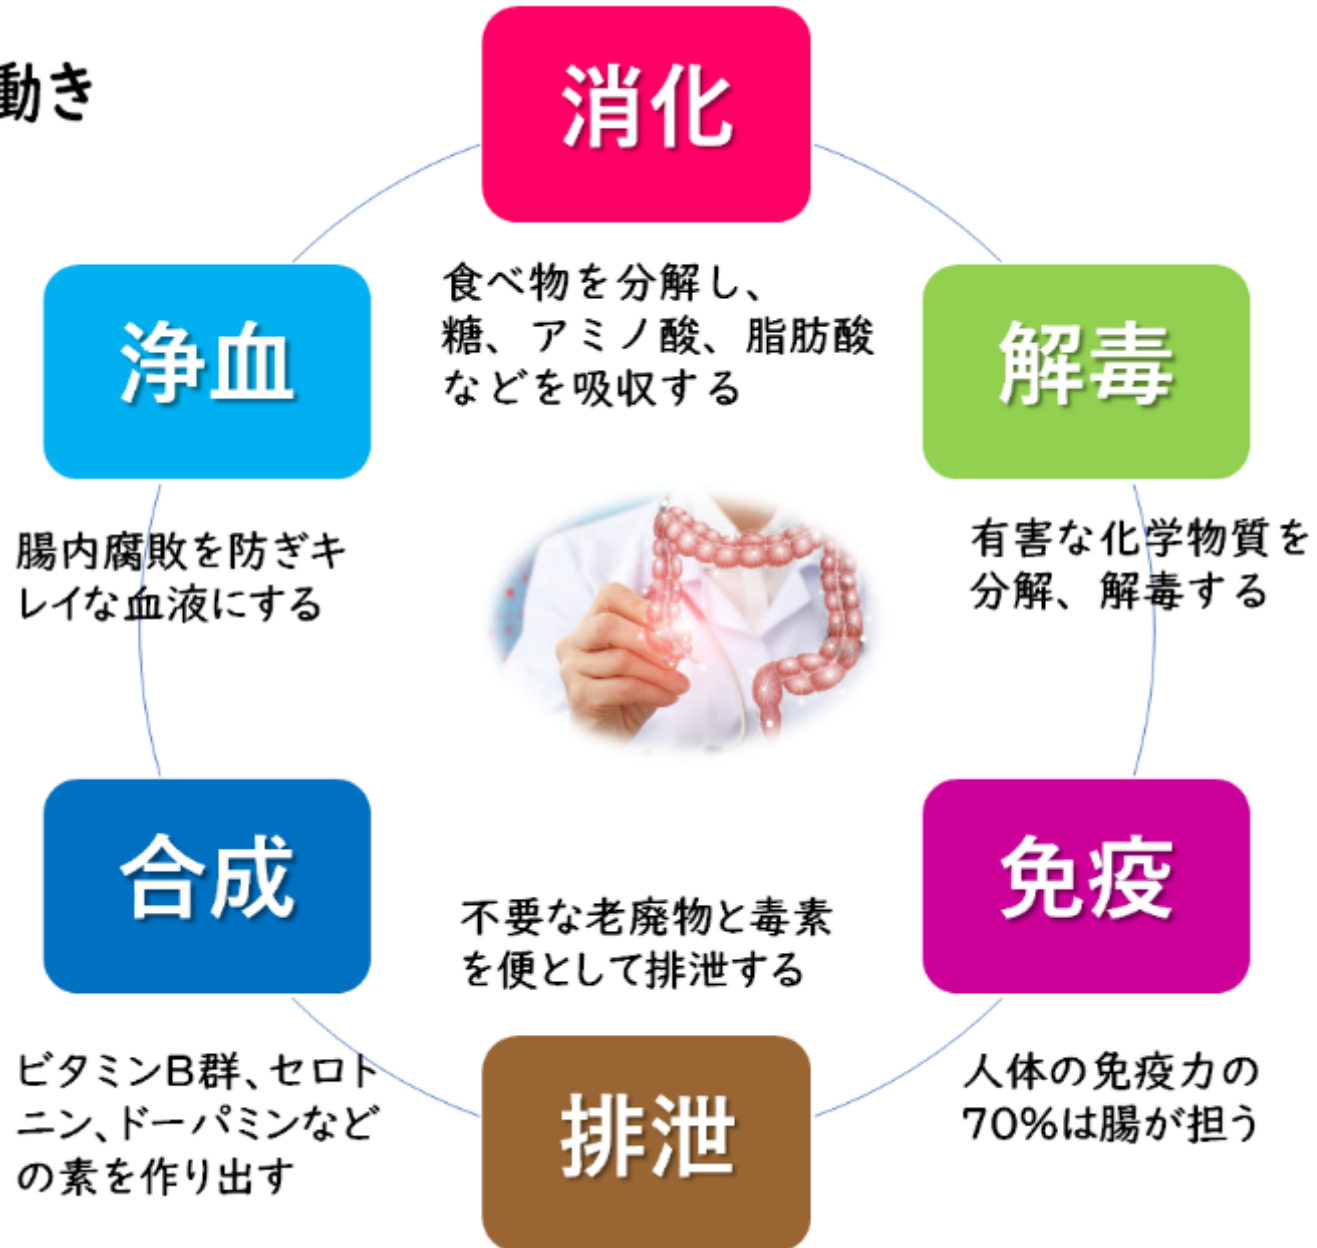 動き
消化
食べ物を分解し、
糖、アミノ酸、脂肪酸
などを吸収する
解毒
有害な化学物質を
分解、解毒する
免疫
人体の免疫力の
70%は腸が担う
排泄
不要な老廃物と毒素
を便として排泄する
合成
ビタミンB群、セロト
ニン、ドーパミンなど
の素を作り出す
浄血
腸内腐敗を防ぎキ
レイな血液にする